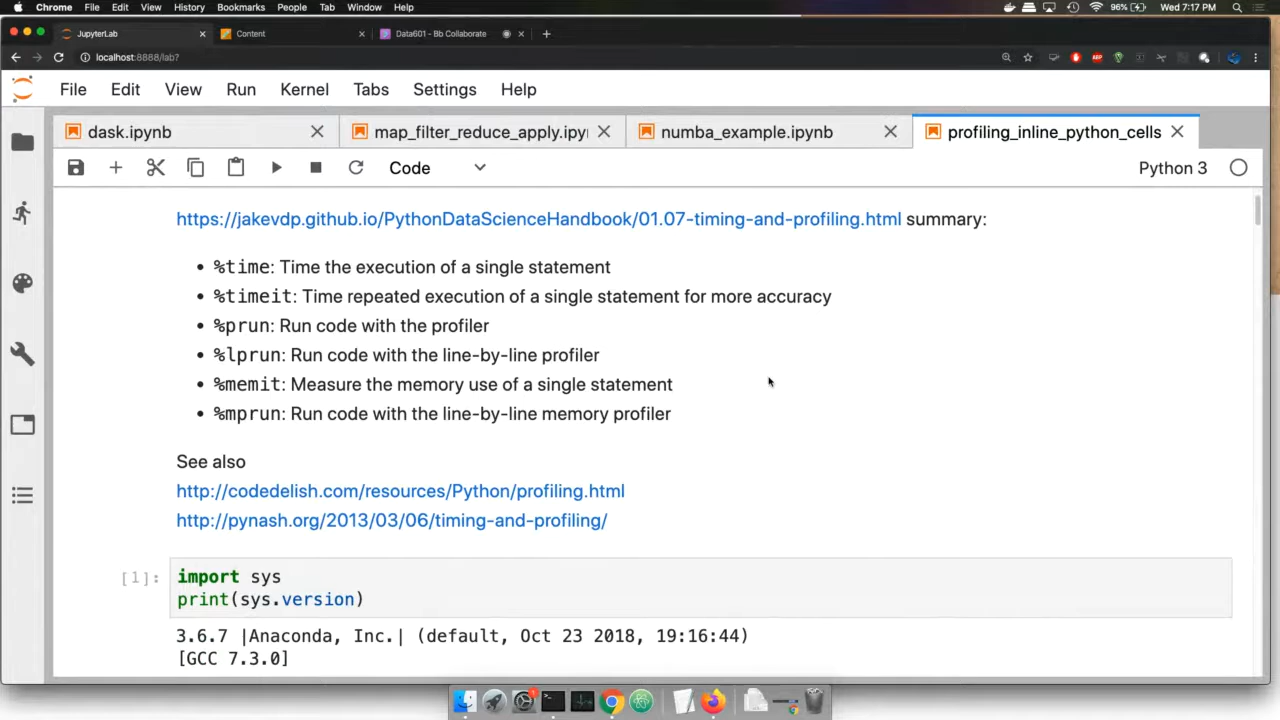 Chrome File Edit View History Bookmarks People Tab Window Help 96% Wed 7:17 PM
JupyterLab Content Data601 - Bb Collaborate
localhost:8888/lab?
File Edit View Run Kernel Tabs Settings Help
dask.ipynb map_filter_reduce_apply.ipy numba_example.ipynb profiling_inline_python_cells
Code Python 3
https://jakevdp.github.io/PythonDataScienceHandbook/01.07-timing-and-profiling.html summary:
• %time: Time the execution of a single statement
• %timeit: Time repeated execution of a single statement for more accuracy
• %prun: Run code with the profiler
• %lprun: Run code with the line-by-line profiler
• %memit: Measure the memory use of a single statement
• %mprun: Run code with the line-by-line memory profiler
See also
http://codedelish.com/resources/Python/profiling.html
http://pynash.org/2013/03/06/timing-and-profiling/
[1]: import sys
print(sys.version)
3.6.7 |Anaconda, Inc.| (default, Oct 23 2018, 19:16:44)
[GCC 7.3.0]